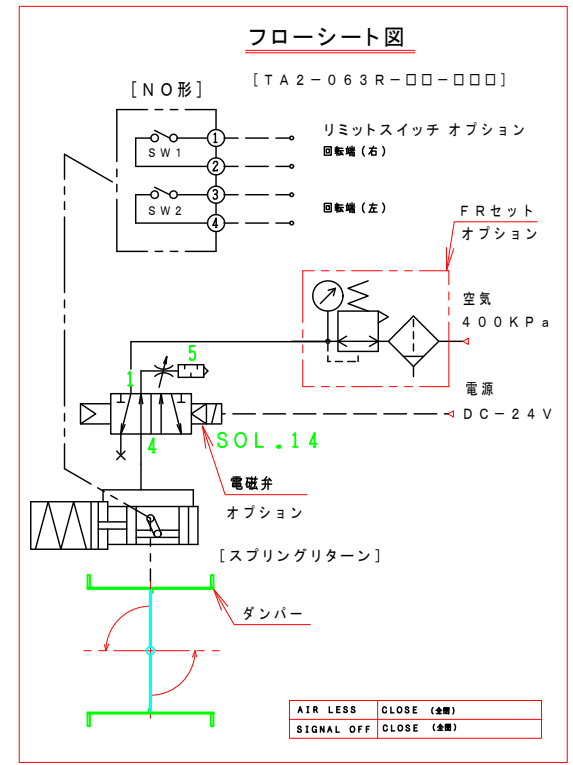 フローシート図
[TA2-063R-□□-□□□]
[NO形]
SW1
1
2
SW2
3
4
リミットスイッチ オプション
回転端(右)
回転端(左)
FRセット
オプション
空気
400KPa
電源
DC-24V
5
1
4
SOL.14
電磁弁
オプション
[スプリングリターン]
ダンパー
AIR LESS CLOSE (全閉)
SIGNAL OFF CLOSE (全閉)